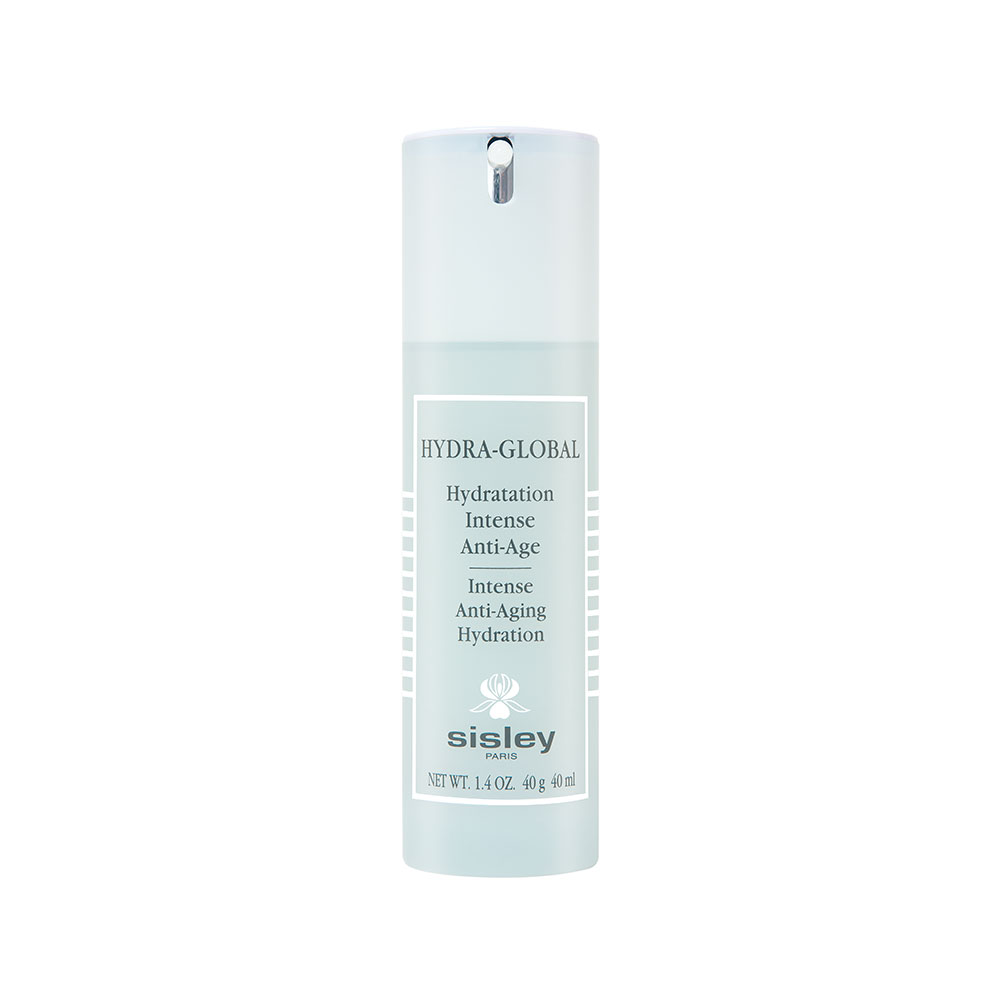 HYDRA-GLOBAL
Hydratation
Intense
Anti-Age
Intense
Anti-Aging
Hydration
sisley
PARIS
NET WT. 1.4 OZ. 40 g 40 ml